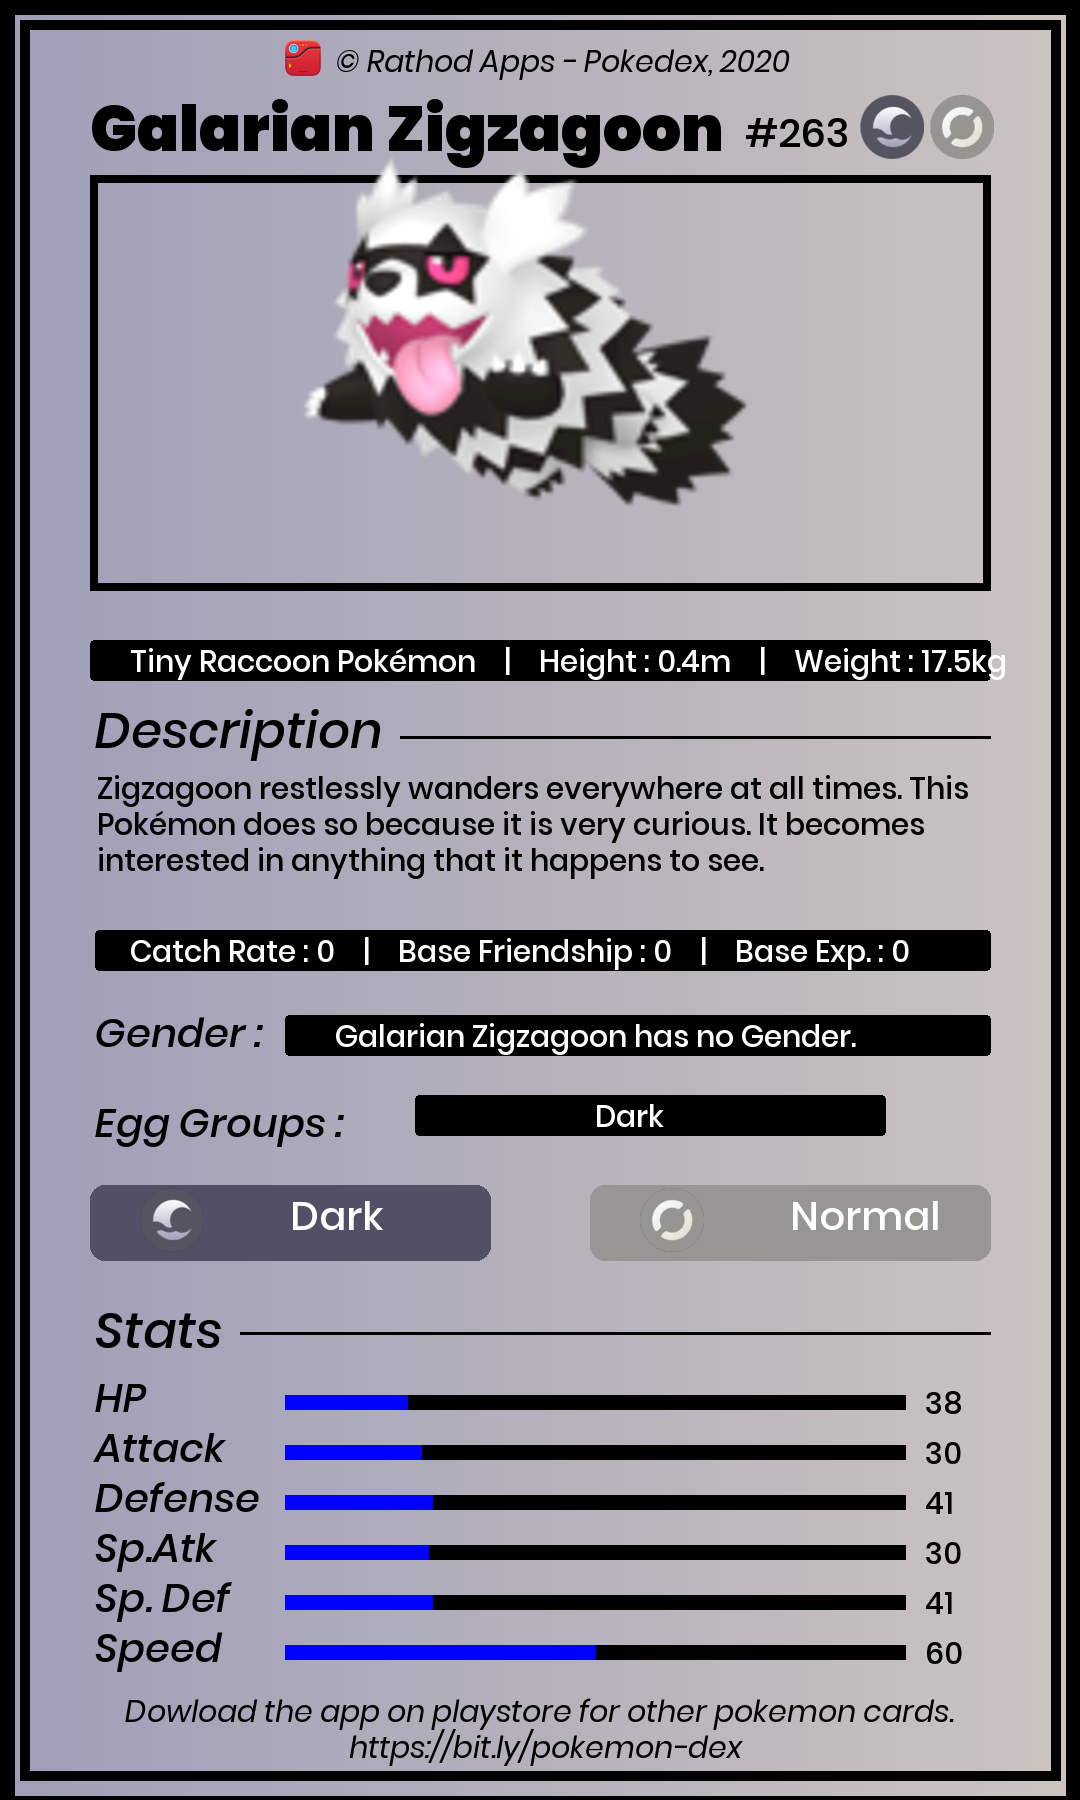 © Rathod Apps - Pokedex, 2020
Galarian Zigzagoon #263
Tiny Raccoon Pokémon | Height : 0.4m | Weight : 17.5kg
Description
Zigzagoon restlessly wanders everywhere at all times. This
Pokémon does so because it is very curious. It becomes
interested in anything that it happens to see.
Catch Rate : 0 | Base Friendship : 0 | Base Exp. : 0
Gender : Galarian Zigzagoon has no Gender.
Egg Groups : Dark
Dark Normal
Stats
HP 38
Attack 30
Defense 41
Sp.Atk 30
Sp. Def 41
Speed 60
Dowload the app on playstore for other pokemon cards.
https://bit.ly/pokemon-dex